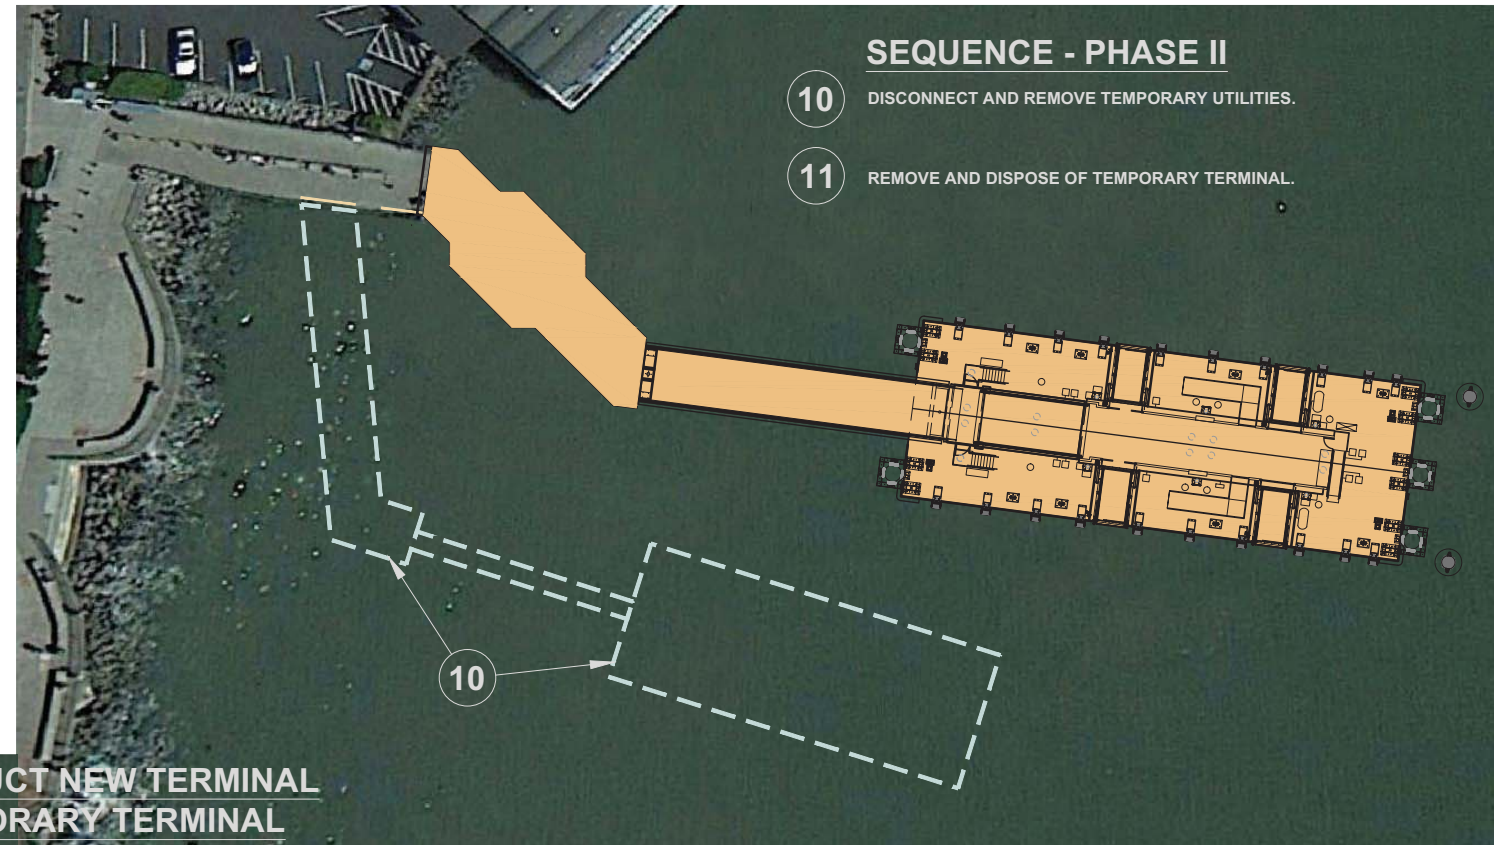 SEQUENCE - PHASE II
10 DISCONNECT AND REMOVE TEMPORARY UTILITIES.
11 REMOVE AND DISPOSE OF TEMPORARY TERMINAL.
10
UCT NEW TERMINAL
ORARY TERMINAL